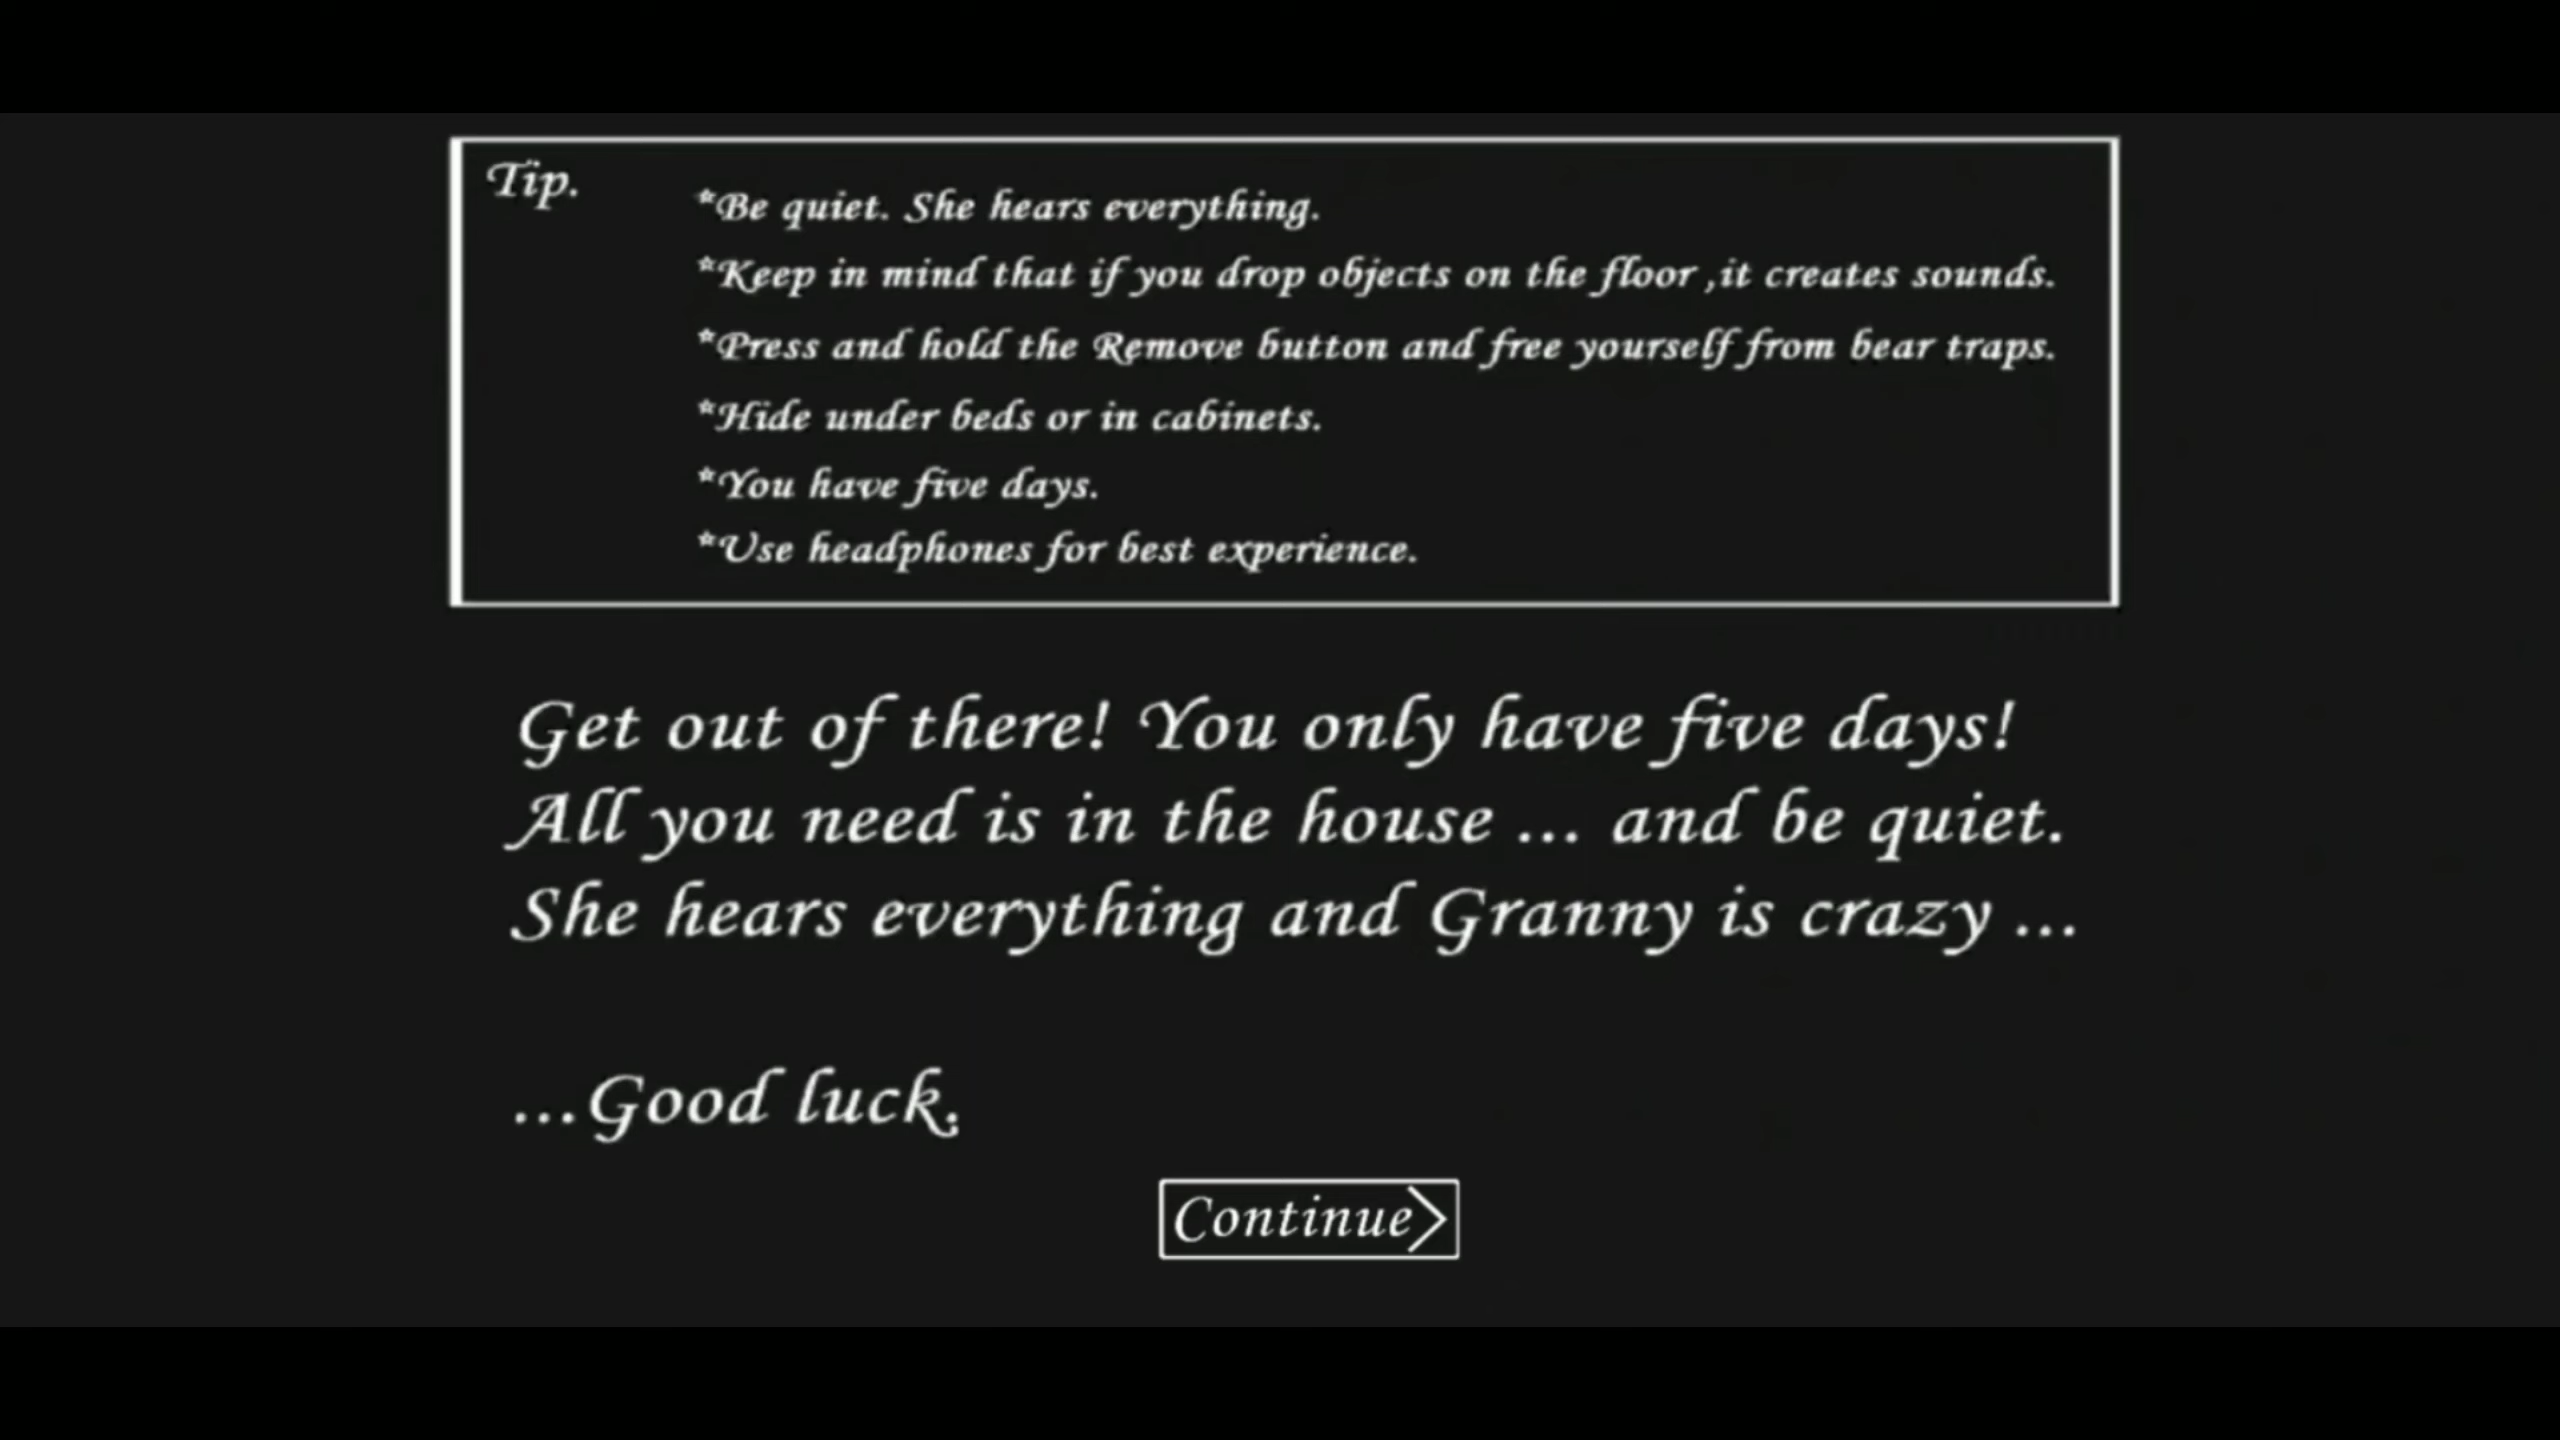 Tip.
*Be quiet. She hears everything.
*Keep in mind that if you drop objects on the floor ,it creates sounds.
*Press and hold the Remove button and free yourself from bear traps.
*Hide under beds or in cabinets.
*You have five days.
*Use headphones for best experience.
Get out of there! You only have five days!
All you need is in the house ... and be quiet.
She hears everything and Granny is crazy ...
...Good luck.
Continue>